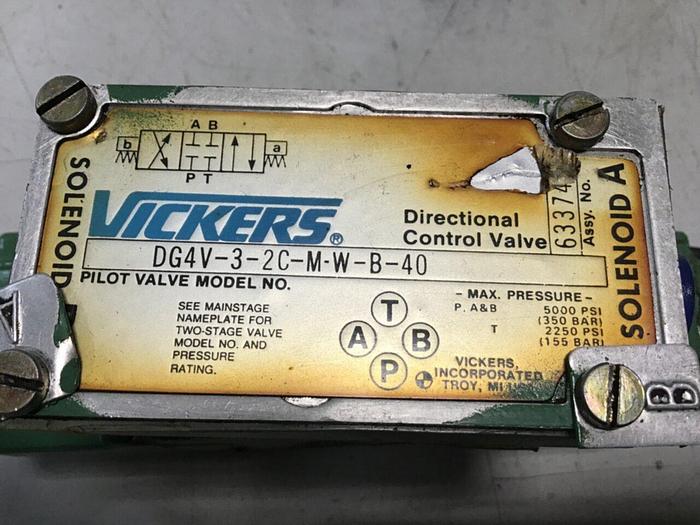 A B
b
a
P T
SOLENOID
VICKERS®
Directional
Control Valve
63374
Assy. No.
SOLENOID A
DG4V-3-2C-M-W-B-40
PILOT VALVE MODEL NO.
SEE MAINSTAGE
NAMEPLATE FOR
TWO-STAGE VALVE
MODEL NO. AND
PRESSURE
RATING.
T
A B
P
- MAX. PRESSURE -
P. A&B 5000 PSI
(350 BAR)
T 2250 PSI
(155 BAR)
VICKERS,
INCORPORATED
TROY, MI
A
B